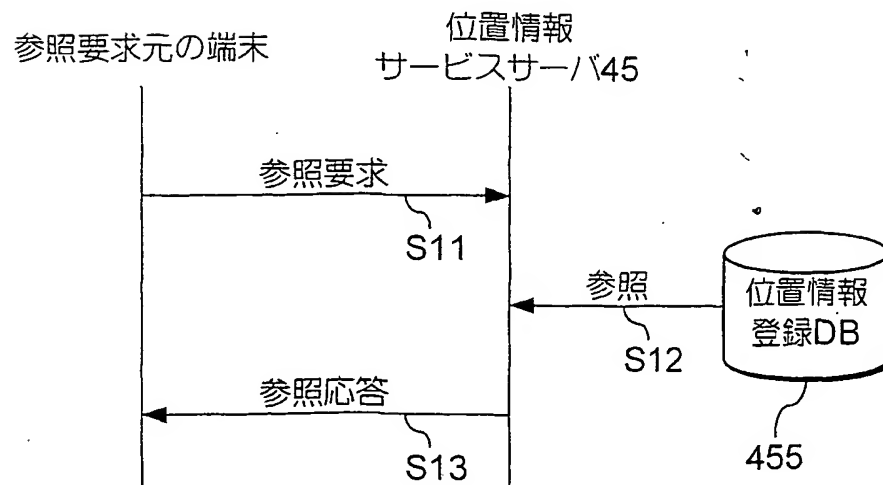 参照要求元の端末
位置情報
サービスサーバ45
参照要求
S11
参照
S12
位置情報
登録DB
455
参照応答
S13